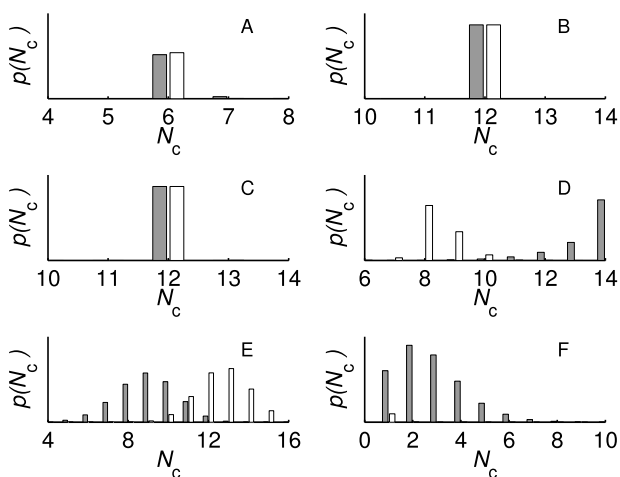 A B
p(Nc) p(Nc)
4 5 6 7 8 10 11 12 13 14
Nc Nc
C D
p(Nc) p(Nc)
10 11 12 13 14 6 8 10 12 14
Nc Nc
E F
p(Nc) p(Nc)
4 8 12 16 0 2 4 6 8 10
Nc Nc